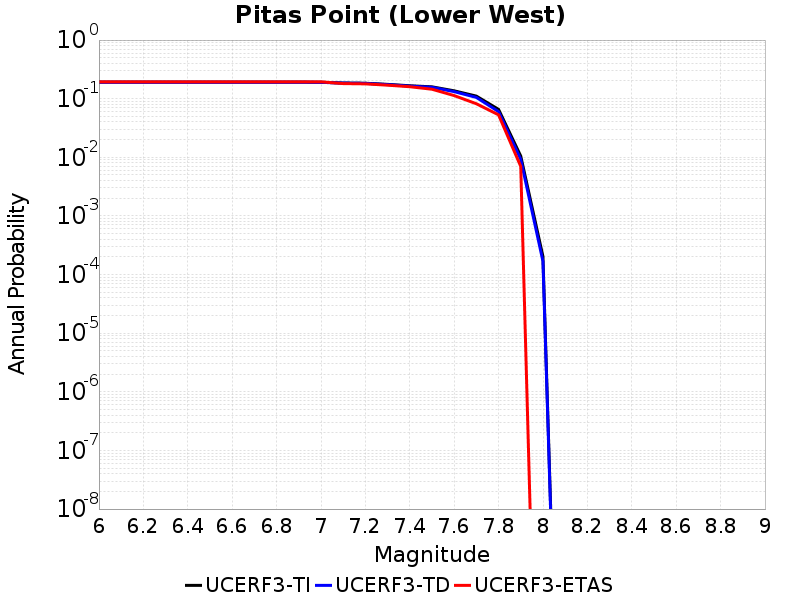 Pitas Point (Lower West)
Annual Probability
10^0
10^-1
10^-2
10^-3
10^-4
10^-5
10^-6
10^-7
10^-8
6 6.2 6.4 6.6 6.8 7 7.2 7.4 7.6 7.8 8 8.2 8.4 8.6 8.8 9
Magnitude
UCERF3-TI UCERF3-TD UCERF3-ETAS